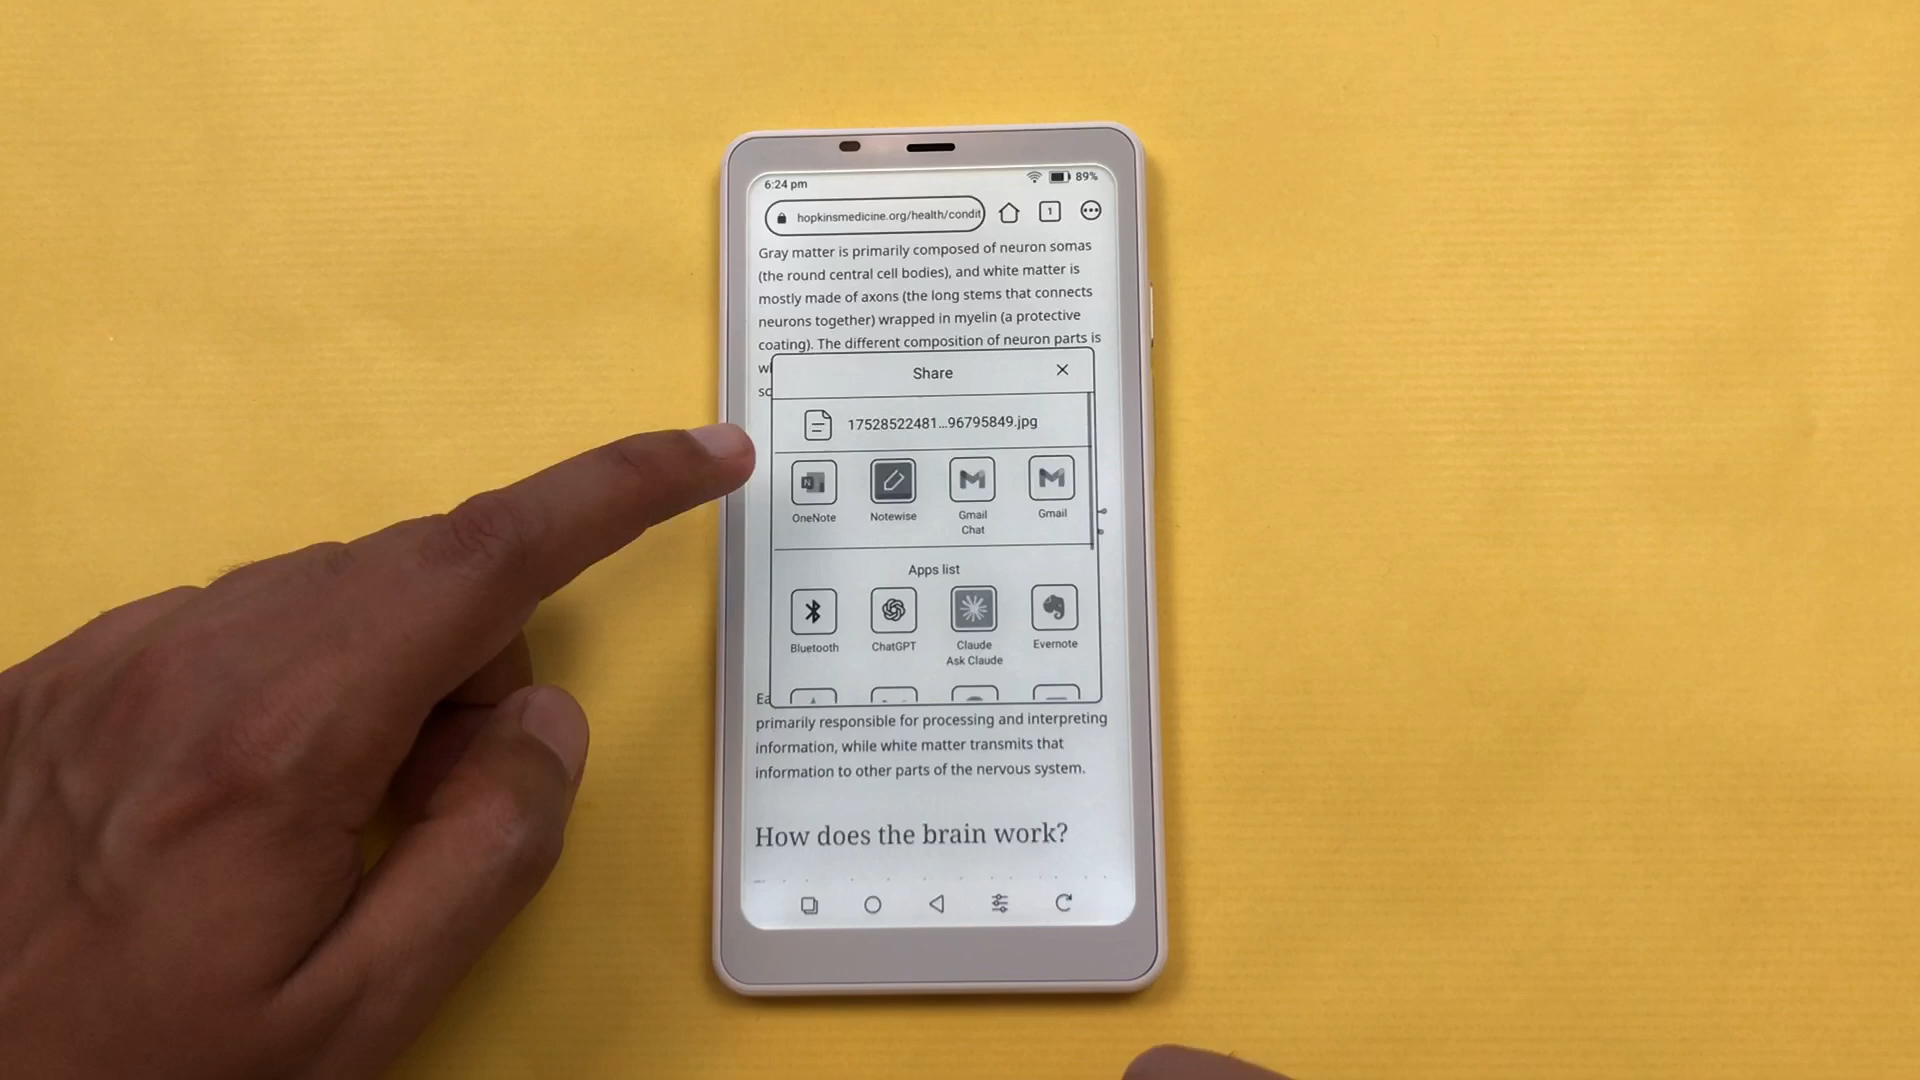 6:24 pm
89%
hopkinsmedicine.org/health/condit
1
Gray matter is primarily composed of neuron somas
(the round central cell bodies), and white matter is
mostly made of axons (the long stems that connects
neurons together) wrapped in myelin (a protective
coating). The different composition of neuron parts is
Share
17528522481...96795849.jpg
N
OneNote
Notewise
Gmail
Chat
Gmail
Apps list
Bluetooth
ChatGPT
Claude
Ask Claude
Evernote
primarily responsible for processing and interpreting
information, while white matter transmits that
information to other parts of the nervous system.
How does the brain work?